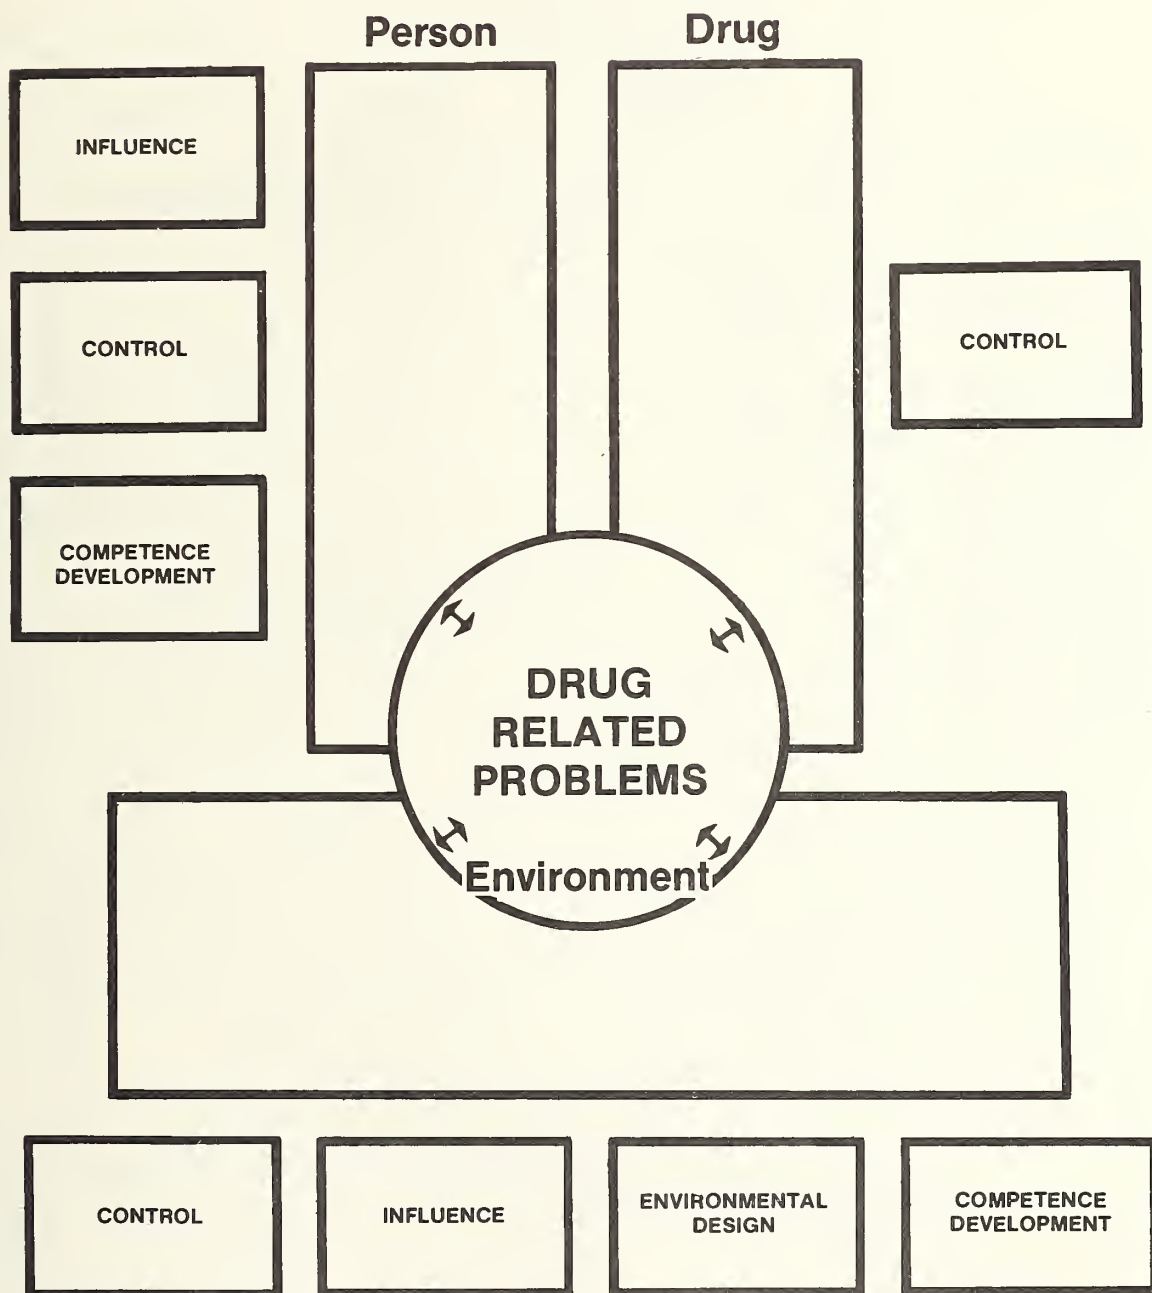 Person
Drug
INFLUENCE
CONTROL
CONTROL
COMPETENCE
DEVELOPMENT
DRUG
RELATED
PROBLEMS
Environment
CONTROL
INFLUENCE
ENVIRONMENTAL
DESIGN
COMPETENCE
DEVELOPMENT